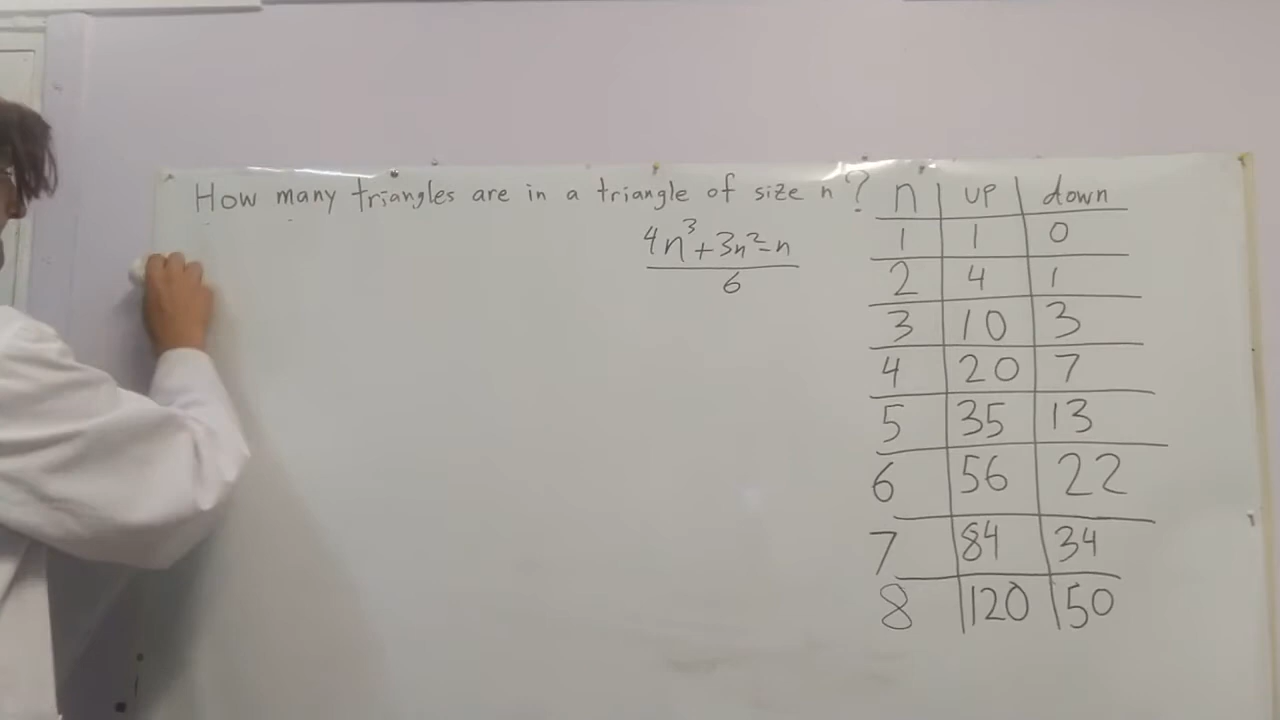 How many triangles are in a triangle of size n?
4n³+3n²-n
6
n up down
1 1 0
2 4 1
3 10 3
4 20 7
5 35 13
6 56 22
7 84 34
8 120 50